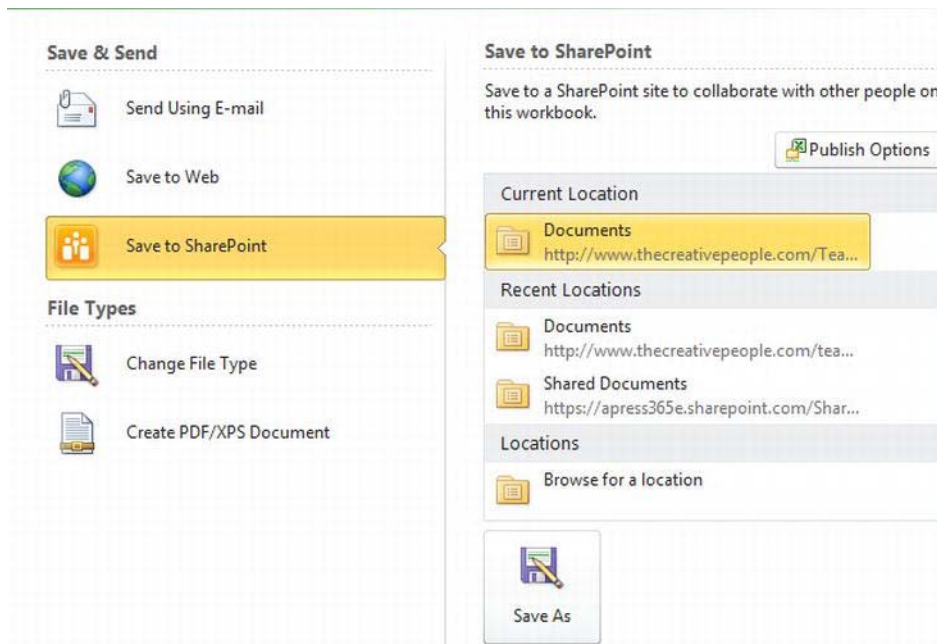 Save & Send
Send Using E-mail
Save to Web
Save to SharePoint
File Types
Change File Type
Create PDF/XPS Document
Save to SharePoint
Save to a SharePoint site to collaborate with other people on
this workbook.
Publish Options
Current Location
Documents
http://www.thecreativepeople.com/Tea...
Recent Locations
Documents
http://www.thecreativepeople.com/tea...
Shared Documents
https://apress365e.sharepoint.com/Shar...
Locations
Browse for a location
Save As